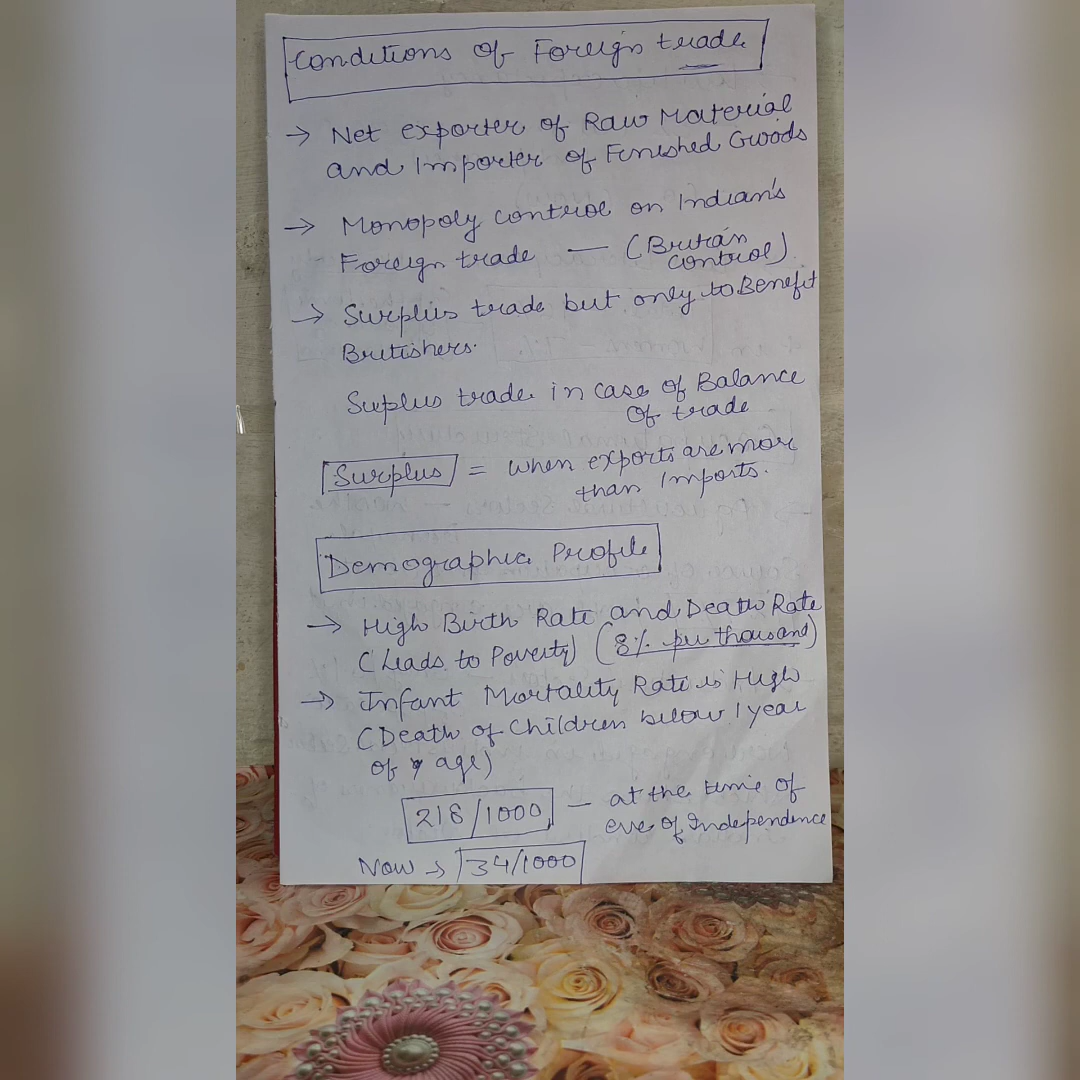 Conditions of Foreign trade
→ Net exporter of Raw Material
and Importer of Finished Goods
→ Monopoly control on Indian's
Foreign trade — (Britain
control)
→ Surplus trade but only to Benefit
Britishers.
Suplus trade in case of Balance
of trade
Surplus = when exports are more
than Imports.
Demographic Profile
→ High Birth Rate and Death Rate
(Leads to Poverty) (8% per thousand)
→ Infant Mortality Rate is High
(Death of Children below 1 year
of age)
218/1000 — at the time of
eve of Independence
Now → 34/1000